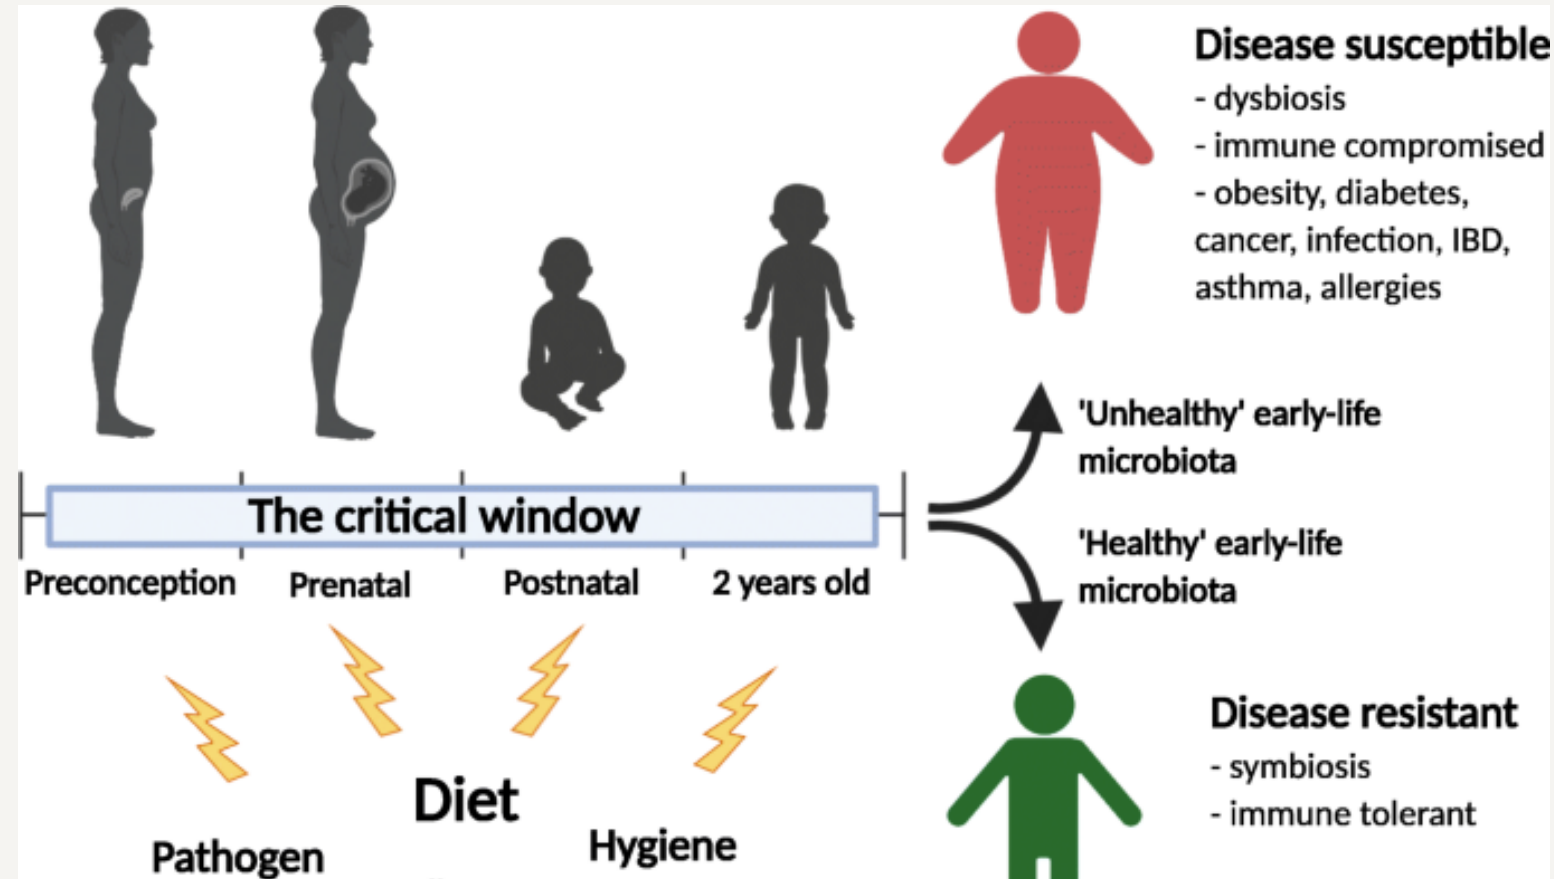 Disease susceptible
- dysbiosis
- immune compromised
- obesity, diabetes,
cancer, infection, IBD,
asthma, allergies
'Unhealthy' early-life
microbiota
The critical window
'Healthy' early-life
microbiota
Preconception
Prenatal
Postnatal
2 years old
Disease resistant
- symbiosis
- immune tolerant
Diet
Hygiene
Pathogen